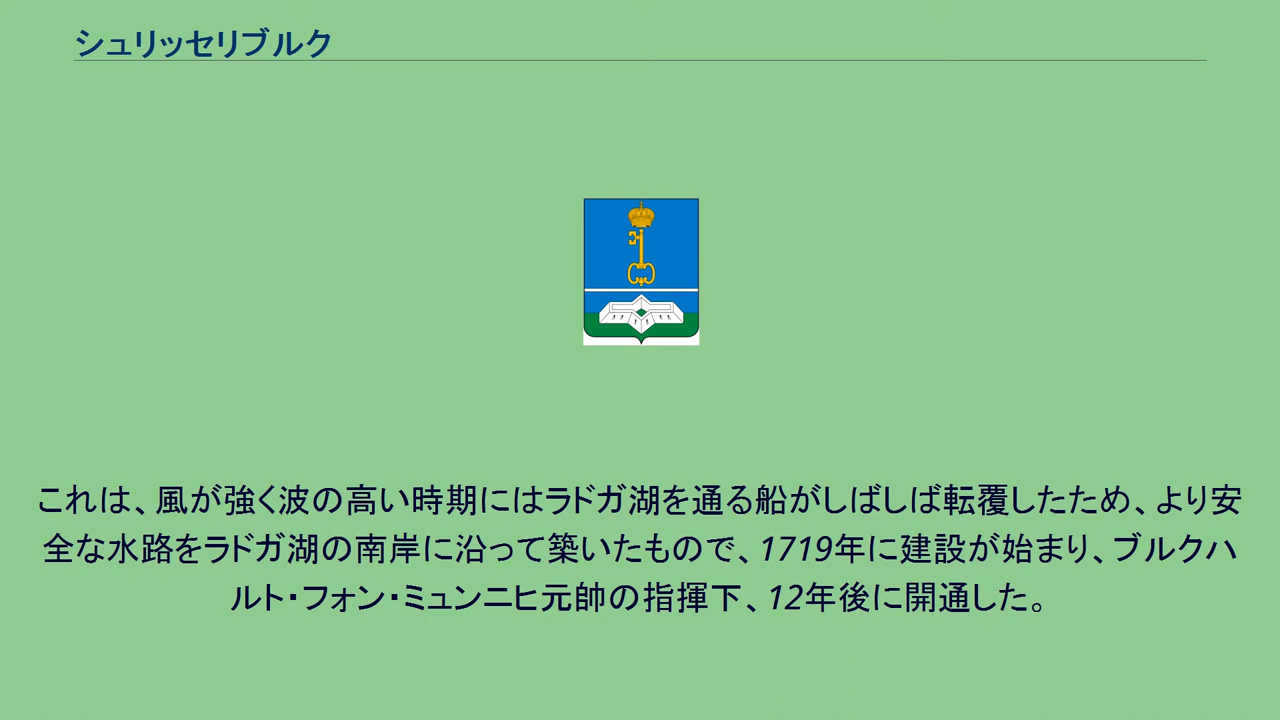 シュリッセリブルク
これは、風が強く波の高い時期にはラドガ湖を通る船がしばしば転覆したため、より安
全な水路をラドガ湖の南岸に沿って築いたもので、1719年に建設が始まり、ブルクハ
ルト・フォン・ミュンニヒ元帥の指揮下、12年後に開通した。